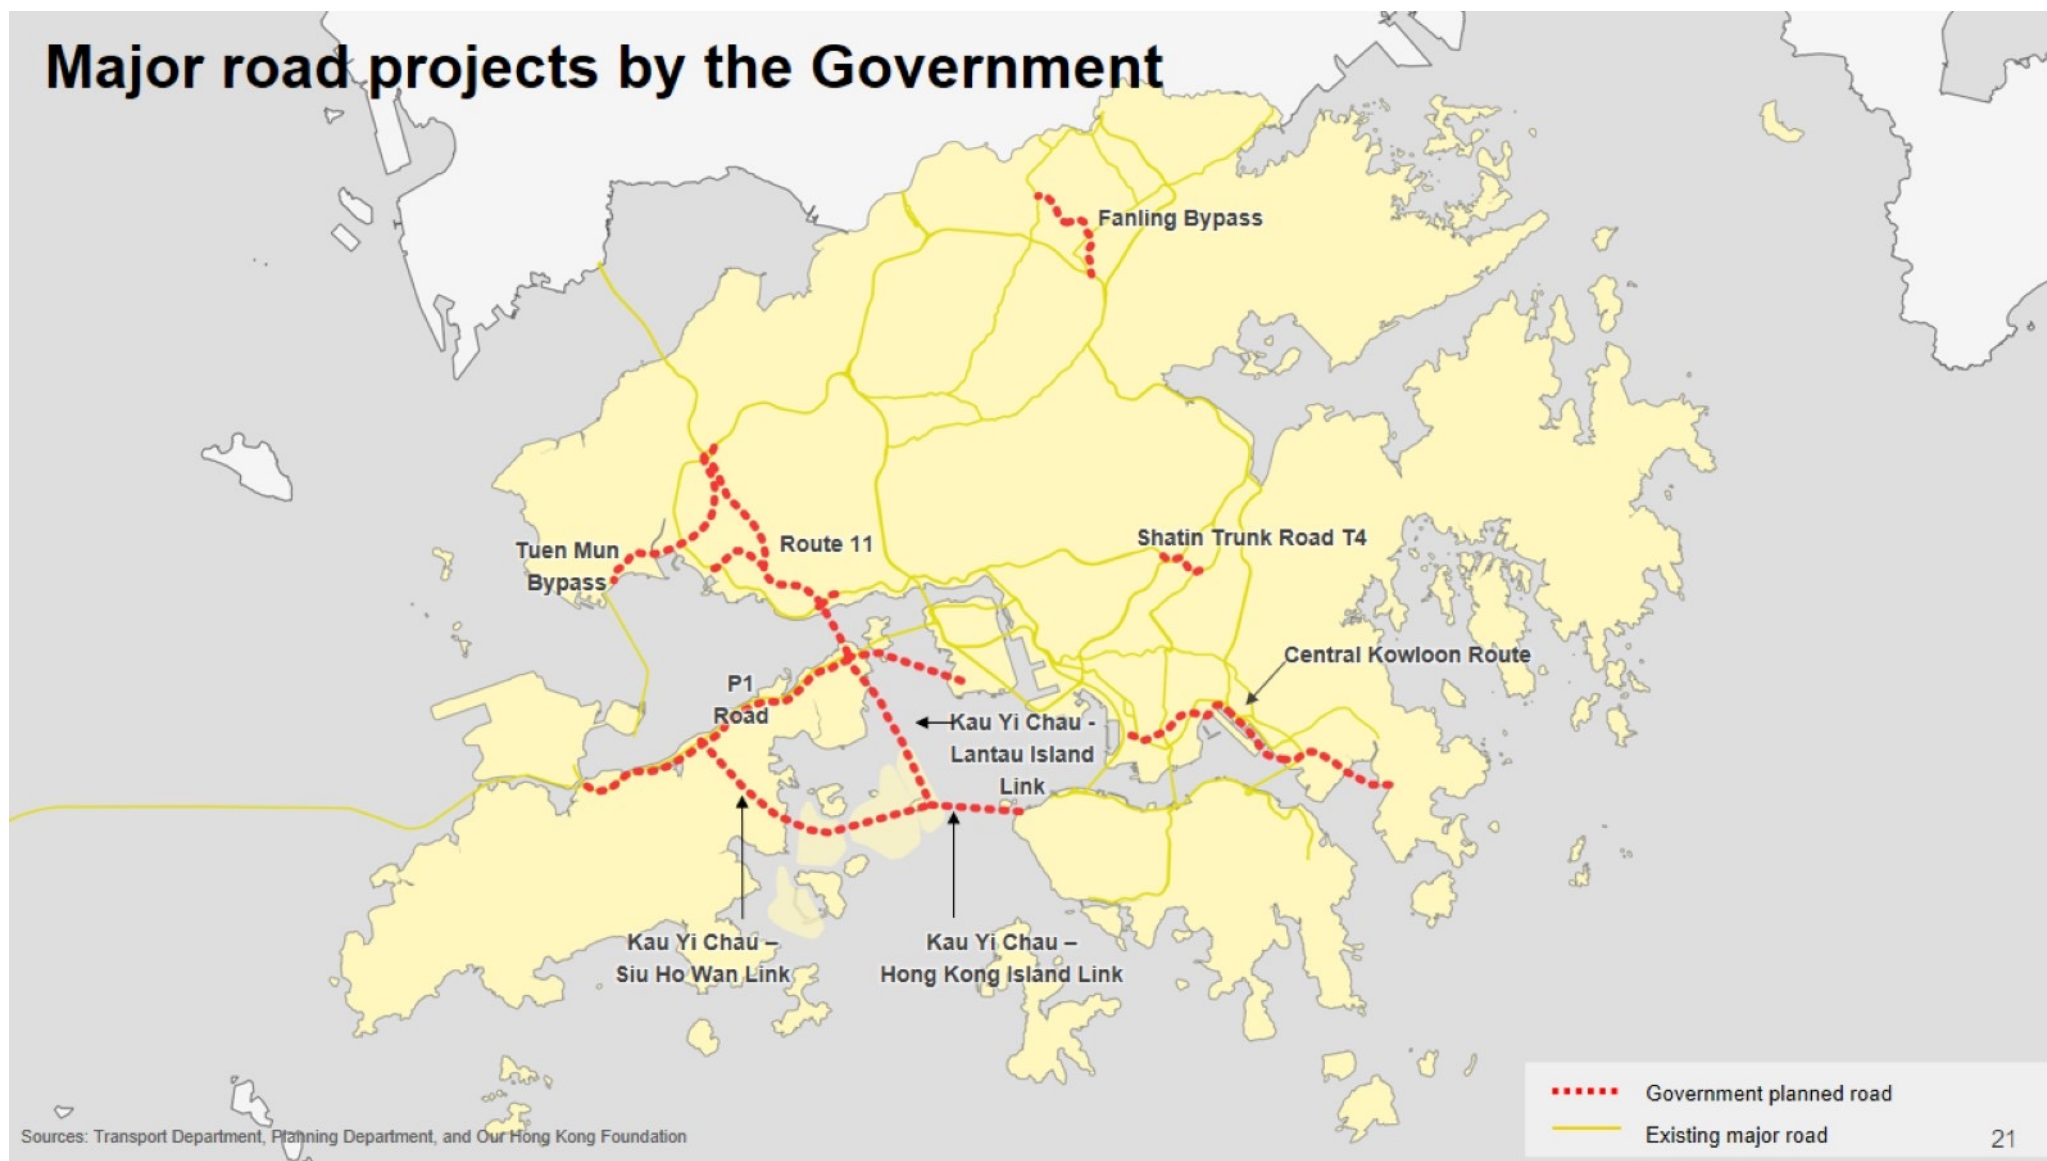 Major road projects by the Government
Fanling Bypass
Shatin Trunk Road T4
Tuen Mun
Bypass
Route 11
Central Kowloon Route
P1
Road
Kau Yi Chau -
Lantau Island
Link
Kau Yi Chau –
Siu Ho Wan Link
Kau Yi Chau –
Hong Kong Island Link
Government planned road
Existing major road
Sources: Transport Department, Planning Department, and Our Hong Kong Foundation
21